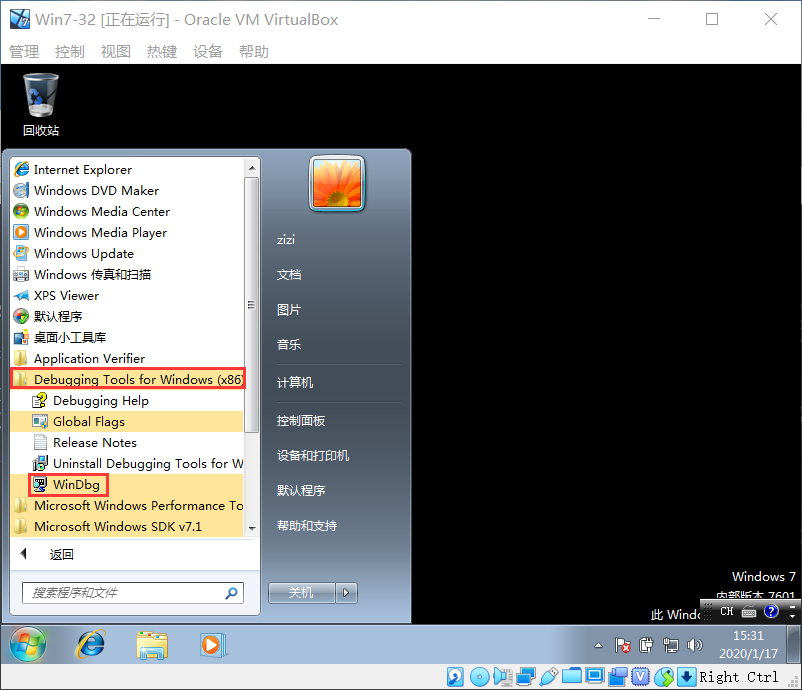 Win7-32 [正在运行] - Oracle VM VirtualBox
管理 控制 视图 热键 设备 帮助
回收站
Internet Explorer
Windows DVD Maker
Windows Media Center
Windows Media Player
Windows Update
Windows 传真和扫描
XPS Viewer
默认程序
桌面小工具库
Application Verifier
Debugging Tools for Windows (x86)
Debugging Help
Global Flags
Release Notes
Uninstall Debugging Tools for W
WinDbg
Microsoft Windows Performance To
Microsoft Windows SDK v7.1
返回
搜索程序和文件
zizi
文档
图片
音乐
计算机
控制面板
设备和打印机
默认程序
帮助和支持
关机
Windows 7
内部版本 7601
此 Windo
CH
15:31
2020/1/17
Right Ctrl